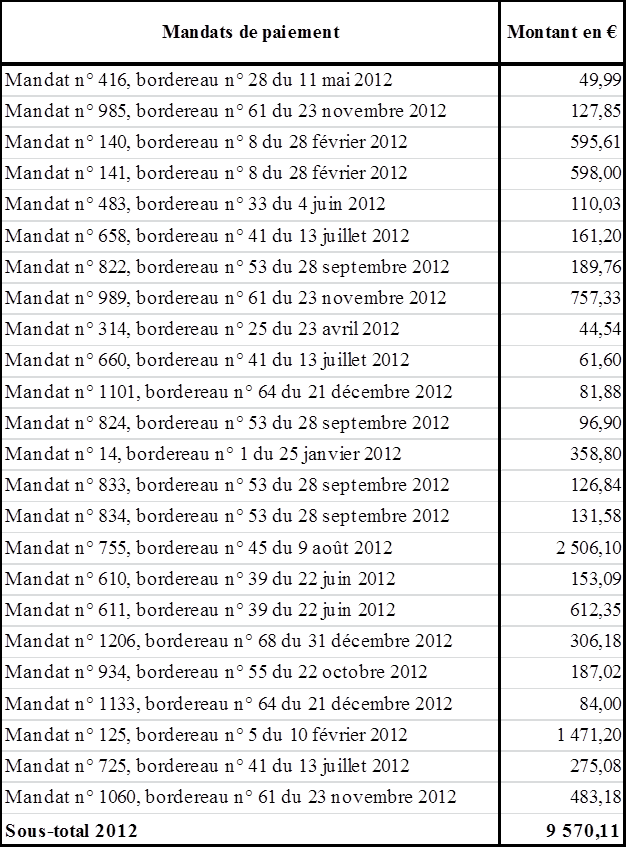 Mandats de paiement Montant en €
Mandat n° 416, bordereau n° 28 du 11 mai 2012 49,99
Mandat n° 985, bordereau n° 61 du 23 novembre 2012 127,85
Mandat n° 140, bordereau n° 8 du 28 février 2012 595,61
Mandat n° 141, bordereau n° 8 du 28 février 2012 598,00
Mandat n° 483, bordereau n° 33 du 4 juin 2012 110,03
Mandat n° 658, bordereau n° 41 du 13 juillet 2012 161,20
Mandat n° 822, bordereau n° 53 du 28 septembre 2012 189,76
Mandat n° 989, bordereau n° 61 du 23 novembre 2012 757,33
Mandat n° 314, bordereau n° 25 du 23 avril 2012 44,54
Mandat n° 660, bordereau n° 41 du 13 juillet 2012 61,60
Mandat n° 1101, bordereau n° 64 du 21 décembre 2012 81,88
Mandat n° 824, bordereau n° 53 du 28 septembre 2012 96,90
Mandat n° 14, bordereau n° 1 du 25 janvier 2012 358,80
Mandat n° 833, bordereau n° 53 du 28 septembre 2012 126,84
Mandat n° 834, bordereau n° 53 du 28 septembre 2012 131,58
Mandat n° 755, bordereau n° 45 du 9 août 2012 2 506,10
Mandat n° 610, bordereau n° 39 du 22 juin 2012 153,09
Mandat n° 611, bordereau n° 39 du 22 juin 2012 612,35
Mandat n° 1206, bordereau n° 68 du 31 décembre 2012 306,18
Mandat n° 934, bordereau n° 55 du 22 octobre 2012 187,02
Mandat n° 1133, bordereau n° 64 du 21 décembre 2012 84,00
Mandat n° 125, bordereau n° 5 du 10 février 2012 1 471,20
Mandat n° 725, bordereau n° 41 du 13 juillet 2012 275,08
Mandat n° 1060, bordereau n° 61 du 23 novembre 2012 483,18
Sous-total 2012 9 570,11